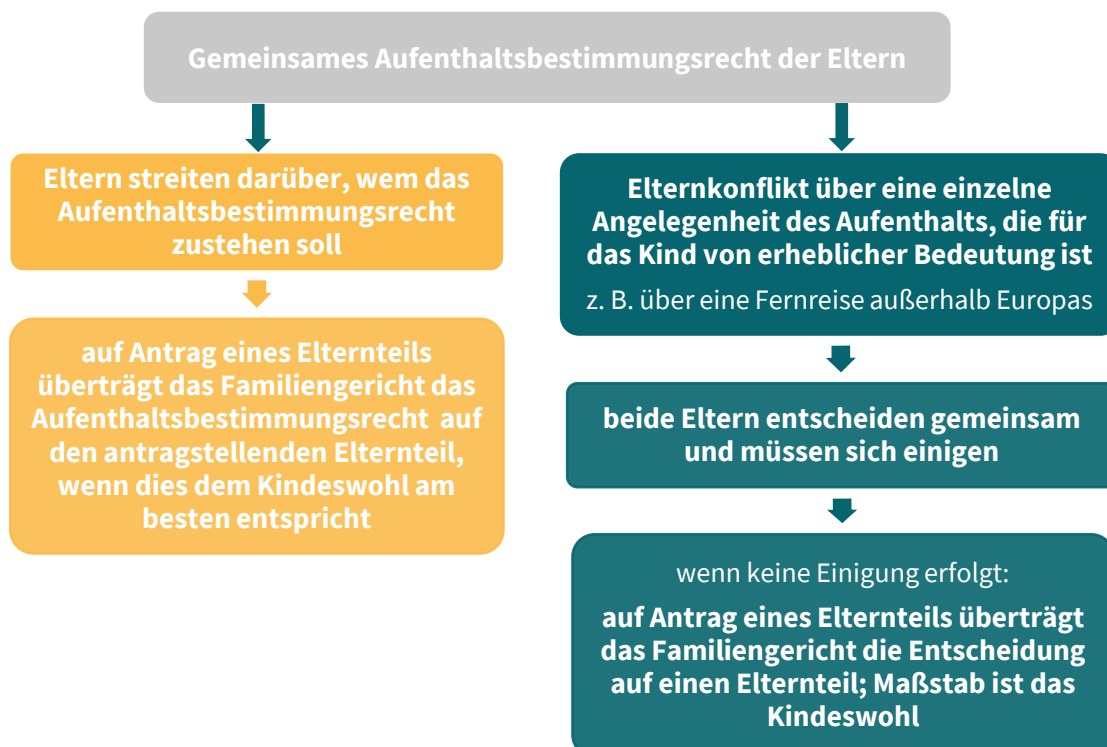 Gemeinsames Aufenthaltsbestimmungsrecht der Eltern
Eltern streiten darüber, wem das
Aufenthaltsbestimmungsrecht
zustehen soll
auf Antrag eines Elternteils
überträgt das Familiengericht das
Aufenthaltsbestimmungsrecht auf
den antragstellenden Elternteil,
wenn dies dem Kindeswohl am
besten entspricht
Elternkonflikt über eine einzelne
Angelegenheit des Aufenthalts, die für
das Kind von erheblicher Bedeutung ist
z. B. über eine Fernreise außerhalb Europas
beide Eltern entscheiden gemeinsam
und müssen sich einigen
wenn keine Einigung erfolgt:
auf Antrag eines Elternteils überträgt
das Familiengericht die Entscheidung
auf einen Elternteil; Maßstab ist das
Kindeswohl